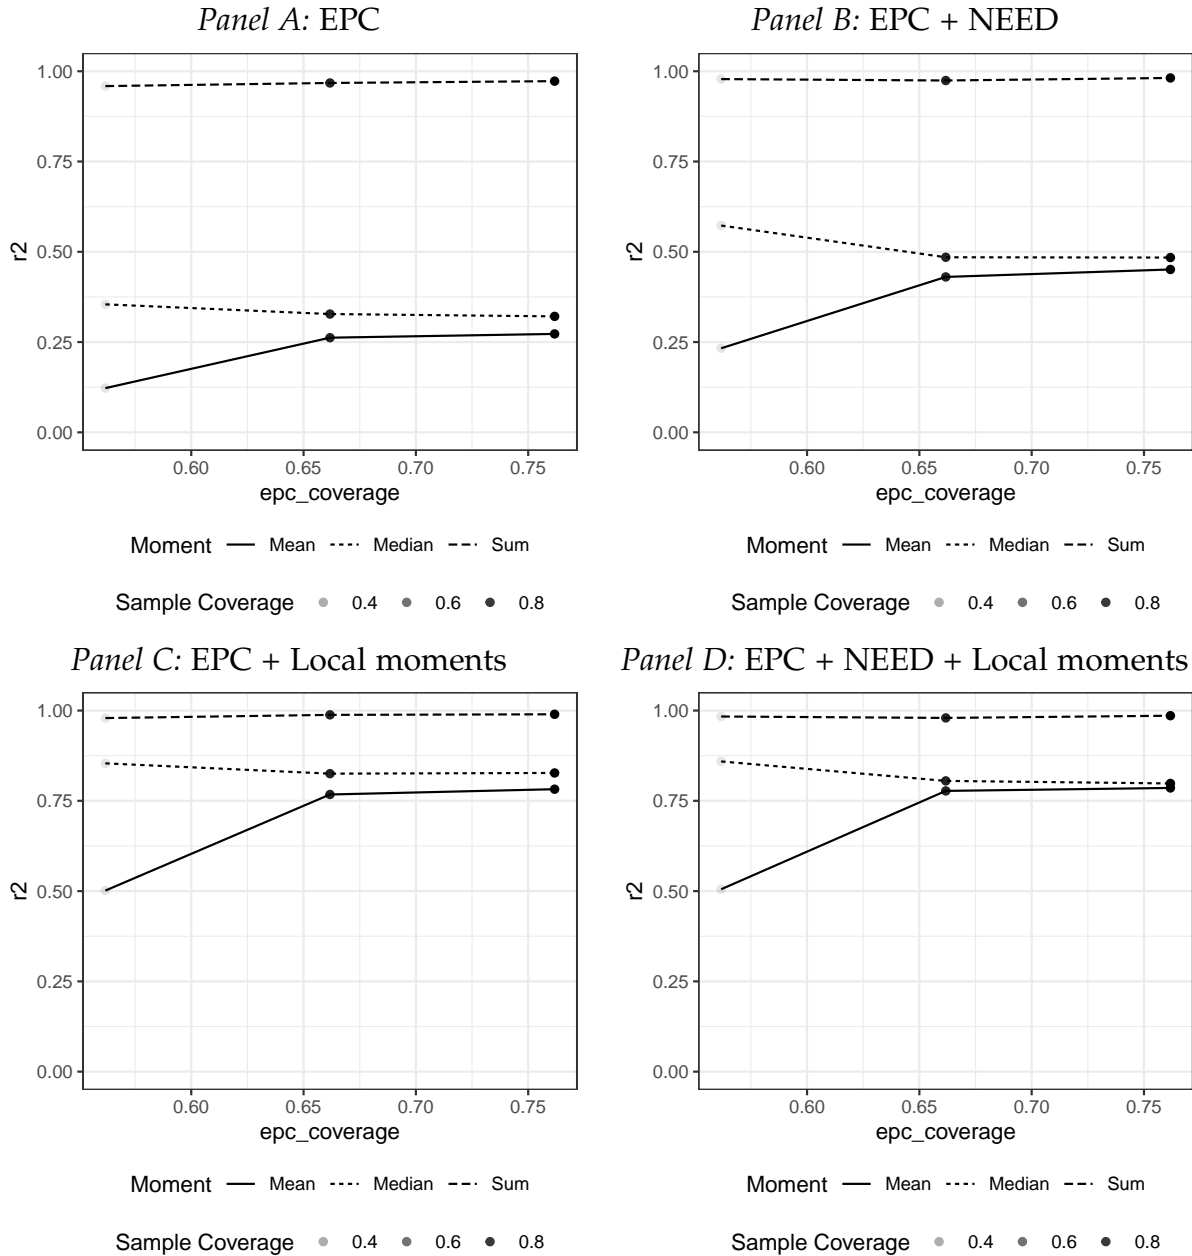 Panel A: EPC
1.00
0.75
0.50
0.25
0.00
r2
0.60 0.65 0.70 0.75
epc_coverage
Moment Mean Median Sum
Sample Coverage 0.4 0.6 0.8
Panel B: EPC + NEED
1.00
0.75
0.50
0.25
0.00
r2
0.60 0.65 0.70 0.75
epc_coverage
Moment Mean Median Sum
Sample Coverage 0.4 0.6 0.8
Panel C: EPC + Local moments
1.00
0.75
0.50
0.25
0.00
r2
0.60 0.65 0.70 0.75
epc_coverage
Moment Mean Median Sum
Sample Coverage 0.4 0.6 0.8
Panel D: EPC + NEED + Local moments
1.00
0.75
0.50
0.25
0.00
r2
0.60 0.65 0.70 0.75
epc_coverage
Moment Mean Median Sum
Sample Coverage 0.4 0.6 0.8